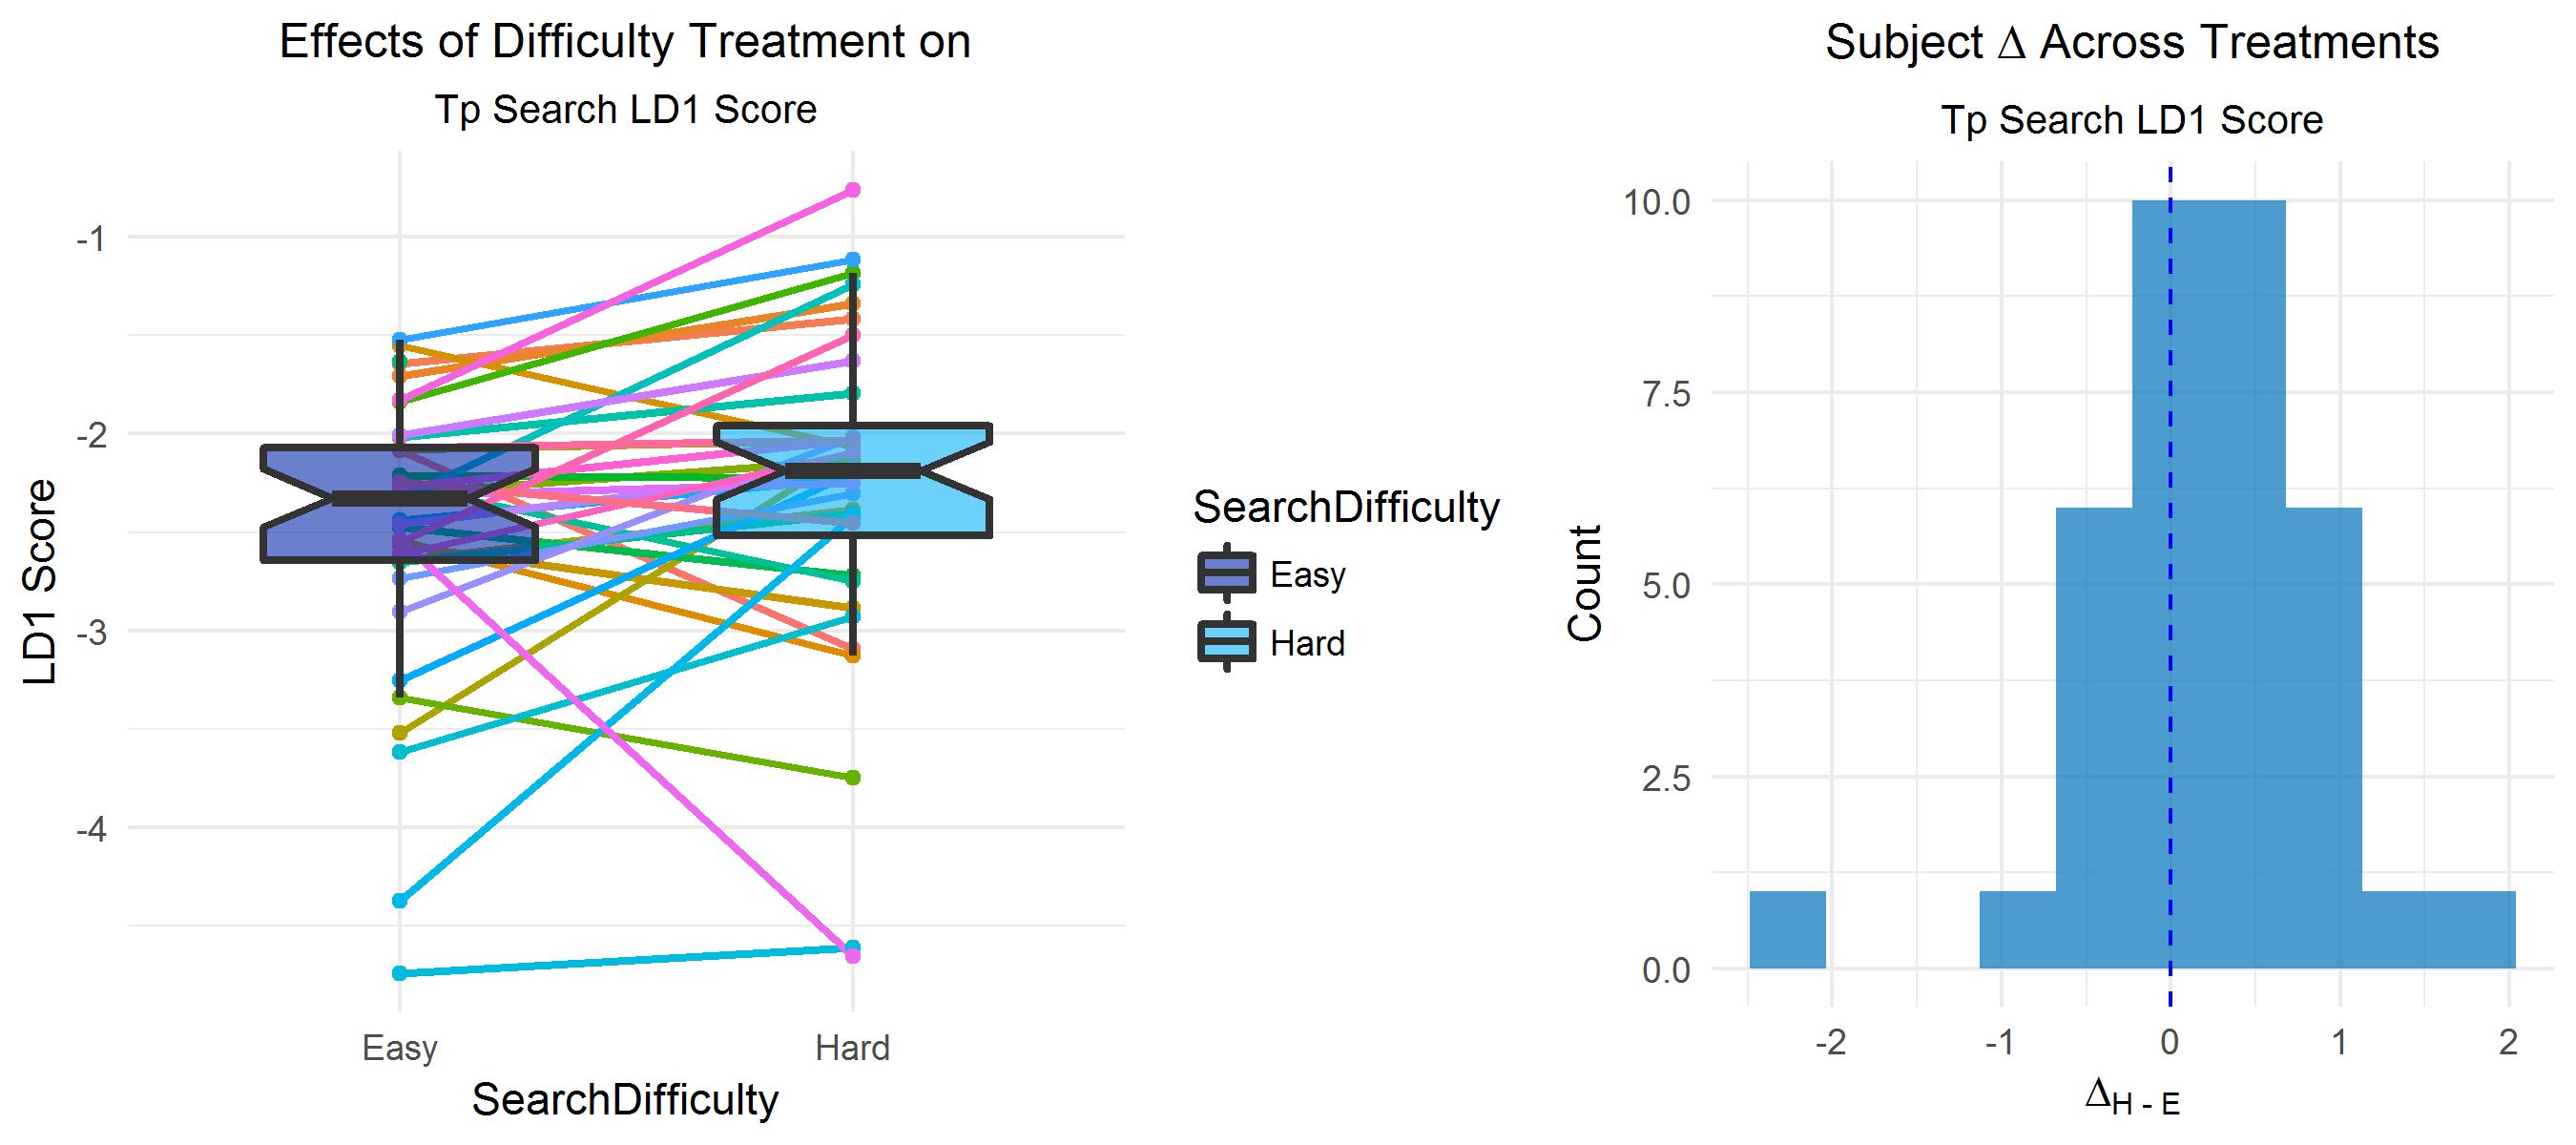 Effects of Difficulty Treatment on
Tp Search LD1 Score
LD1 Score
-1
-2
-3
-4
Easy
Hard
SearchDifficulty
SearchDifficulty
Easy
Hard
Subject Δ Across Treatments
Tp Search LD1 Score
Count
10.0
7.5
5.0
2.5
0.0
-2
-1
0
1
2
ΔH - E